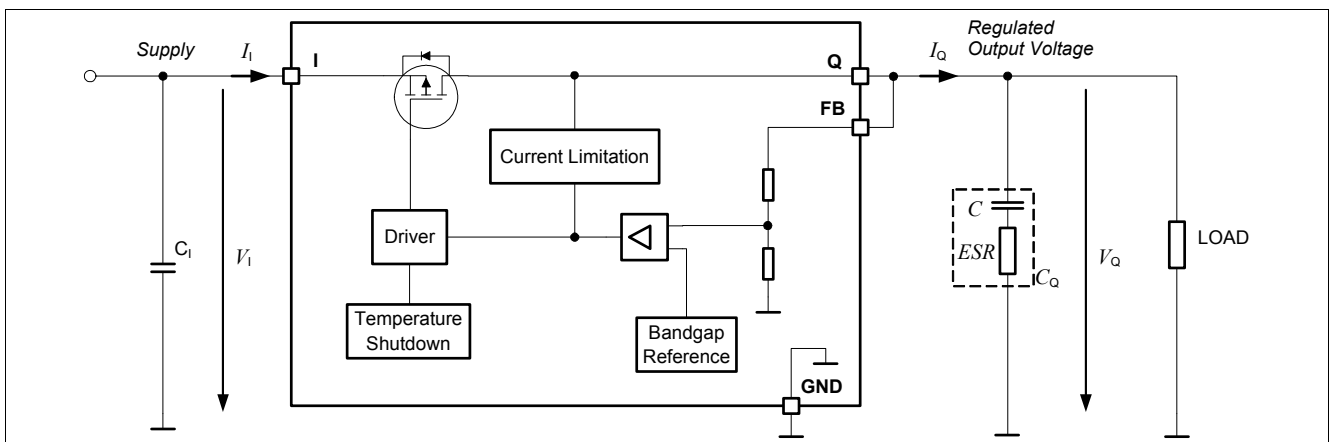 Supply
I_I
I
Q
I_Q
Regulated
Output Voltage
FB
Current Limitation
Driver
C_I
V_I
C
ESR
C_Q
V_Q
LOAD
Temperature
Shutdown
Bandgap
Reference
GND